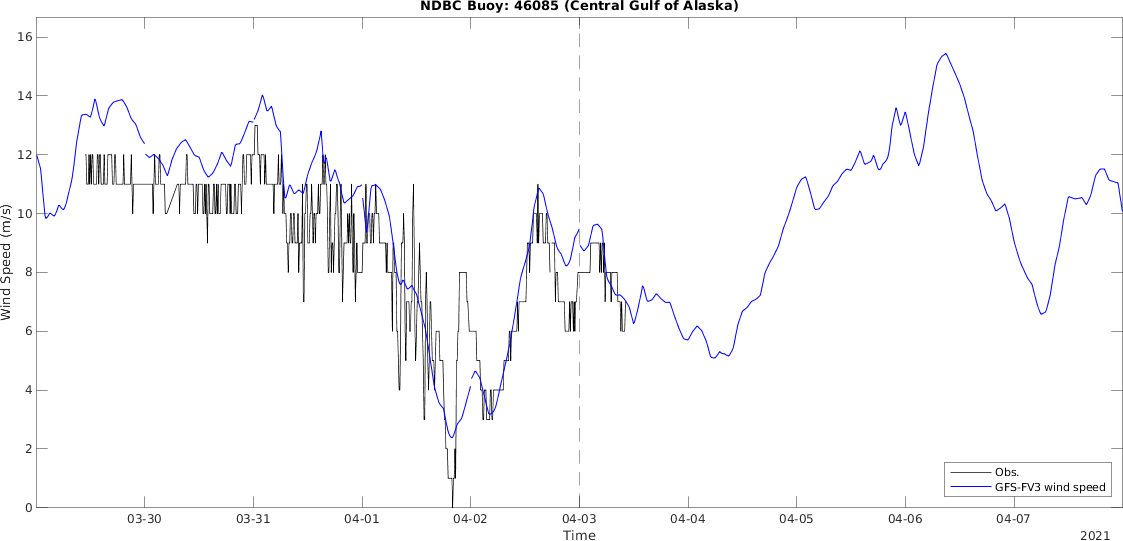 NDBC Buoy: 46085 (Central Gulf of Alaska)
Wind Speed (m/s)
16
14
12
10
8
6
4
2
0
Obs.
GFS-FV3 wind speed
03-30 03-31 04-01 04-02 04-03 04-04 04-05 04-06 04-07
Time
2021